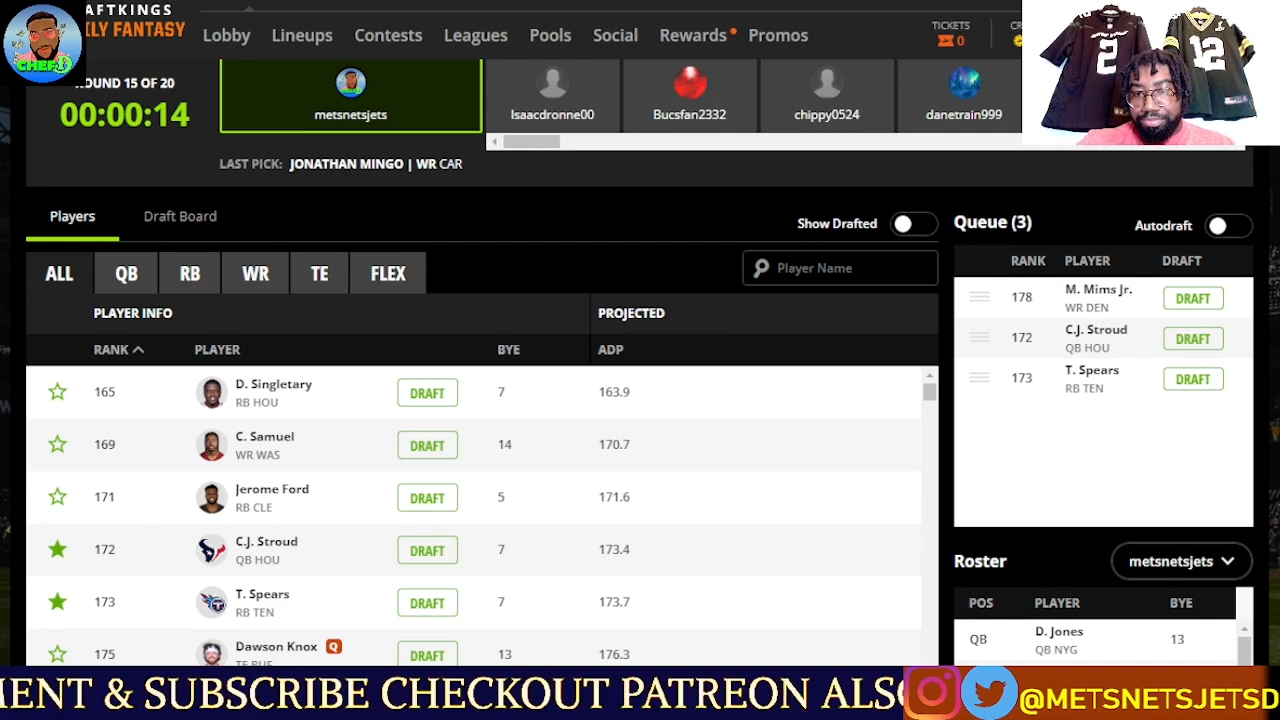 AFTKINGS
ILY FANTASY
Lobby Lineups Contests Leagues Pools Social Rewards Promos
TICKETS
0
CHEF
ROUND 15 OF 20
00:00:14
metsnetsjets
Isaacdronne00
Bucsfan2332
chippy0524
danetrain999
2
12
LAST PICK: JONATHAN MINGO | WR CAR
Players Draft Board
Show Drafted
Queue (3)
Autodraft
ALL QB RB WR TE FLEX
Player Name
PLAYER INFO PROJECTED
RANK PLAYER BYE ADP
165 D. Singletary RB HOU DRAFT 7 163.9
169 C. Samuel WR WAS DRAFT 14 170.7
171 Jerome Ford RB CLE DRAFT 5 171.6
172 C.J. Stroud QB HOU DRAFT 7 173.4
173 T. Spears RB TEN DRAFT 7 173.7
175 Dawson Knox Q TE BUF DRAFT 13 176.3
RANK PLAYER DRAFT
178 M. Mims Jr. WR DEN DRAFT
172 C.J. Stroud QB HOU DRAFT
173 T. Spears RB TEN DRAFT
Roster metsnetsjets
POS PLAYER BYE
QB D. Jones QB NYG 13
MENT & SUBSCRIBE CHECKOUT PATREON ALSO
@METSNETSJETSD